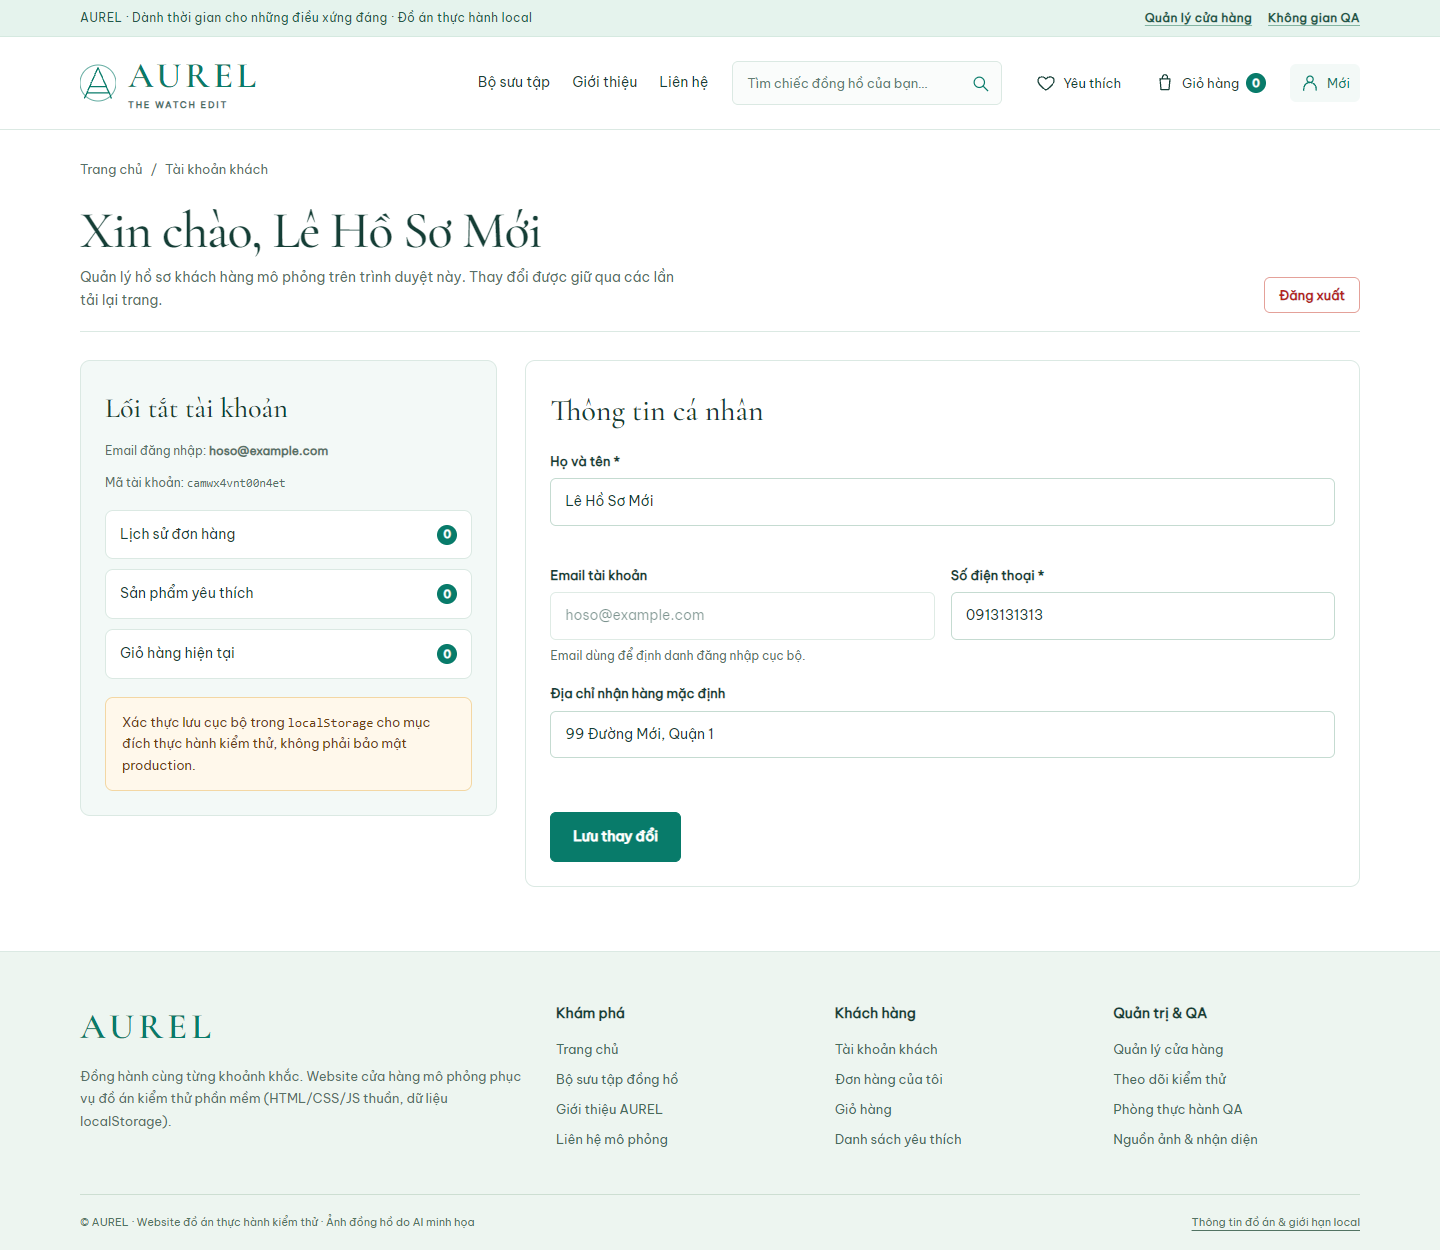 AUREL · Dành thời gian cho những điều xứng đáng · Đồ án thực hành local
Quản lý cửa hàng
Không gian QA
AUREL
THE WATCH EDIT
Bộ sưu tập
Giới thiệu
Liên hệ
Tìm chiếc đồng hồ của bạn...
Yêu thích
Giỏ hàng 0
Mới
Trang chủ / Tài khoản khách
Xin chào, Lê Hồ Sơ Mới
Quản lý hồ sơ khách hàng mô phỏng trên trình duyệt này. Thay đổi được giữ qua các lần
tải lại trang.
Đăng xuất
Lối tắt tài khoản
Email đăng nhập: hoso@example.com
Mã tài khoản: camwx4vnt00n4et
Lịch sử đơn hàng 0
Sản phẩm yêu thích 0
Giỏ hàng hiện tại 0
Xác thực lưu cục bộ trong localStorage cho mục
đích thực hành kiểm thử, không phải bảo mật
production.
Thông tin cá nhân
Họ và tên *
Lê Hồ Sơ Mới
Email tài khoản
Số điện thoại *
hoso@example.com
0913131313
Email dùng để định danh đăng nhập cục bộ.
Địa chỉ nhận hàng mặc định
99 Đường Mới, Quận 1
Lưu thay đổi
AUREL
Đồng hành cùng từng khoảnh khắc. Website cửa hàng mô phỏng phục
vụ đồ án kiểm thử phần mềm (HTML/CSS/JS thuần, dữ liệu
localStorage).
Khám phá
Trang chủ
Bộ sưu tập đồng hồ
Giới thiệu AUREL
Liên hệ mô phỏng
Khách hàng
Tài khoản khách
Đơn hàng của tôi
Giỏ hàng
Danh sách yêu thích
Quản trị & QA
Quản lý cửa hàng
Theo dõi kiểm thử
Phòng thực hành QA
Nguồn ảnh & nhận diện
© AUREL · Website đồ án thực hành kiểm thử · Ảnh đồng hồ do AI minh họa
Thông tin đồ án & giới hạn local